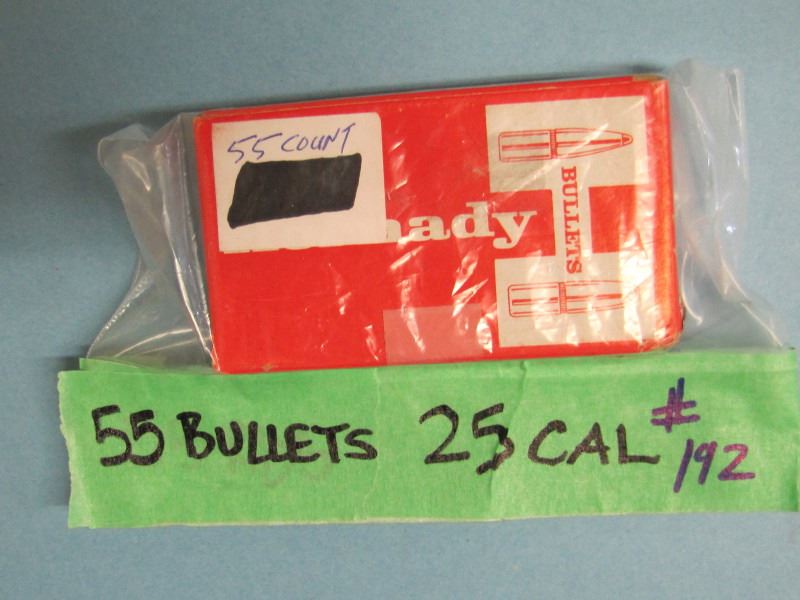 55 COUNT
ady
BULLETS
55 BULLETS 25 CAL #192